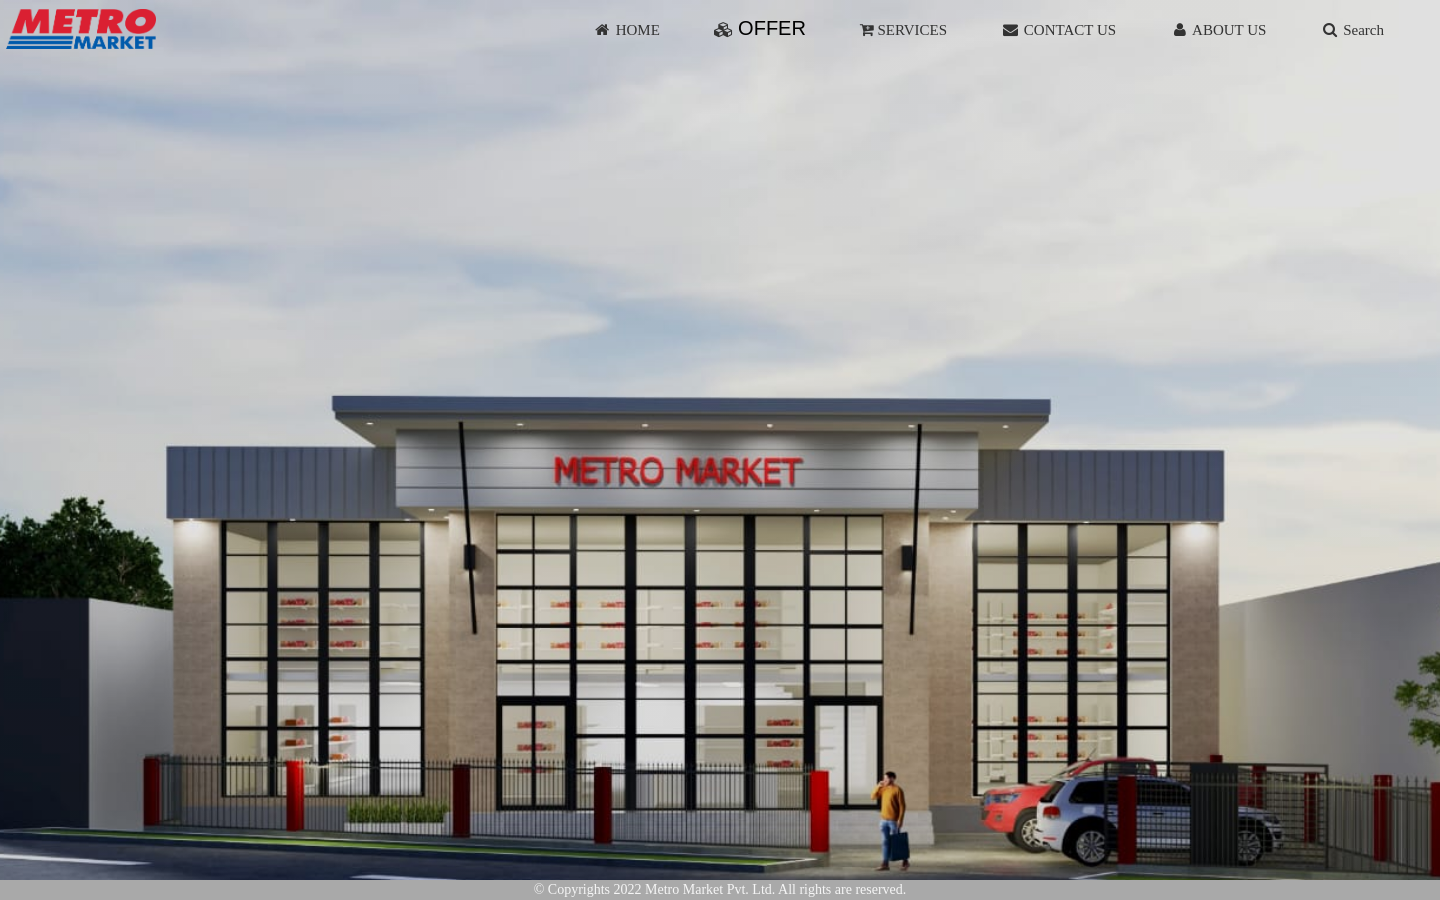 METRO
MARKET
HOME
OFFER
SERVICES
CONTACT US
ABOUT US
Search
METRO MARKET
© Copyrights 2022 Metro Market Pvt. Ltd. All rights are reserved.